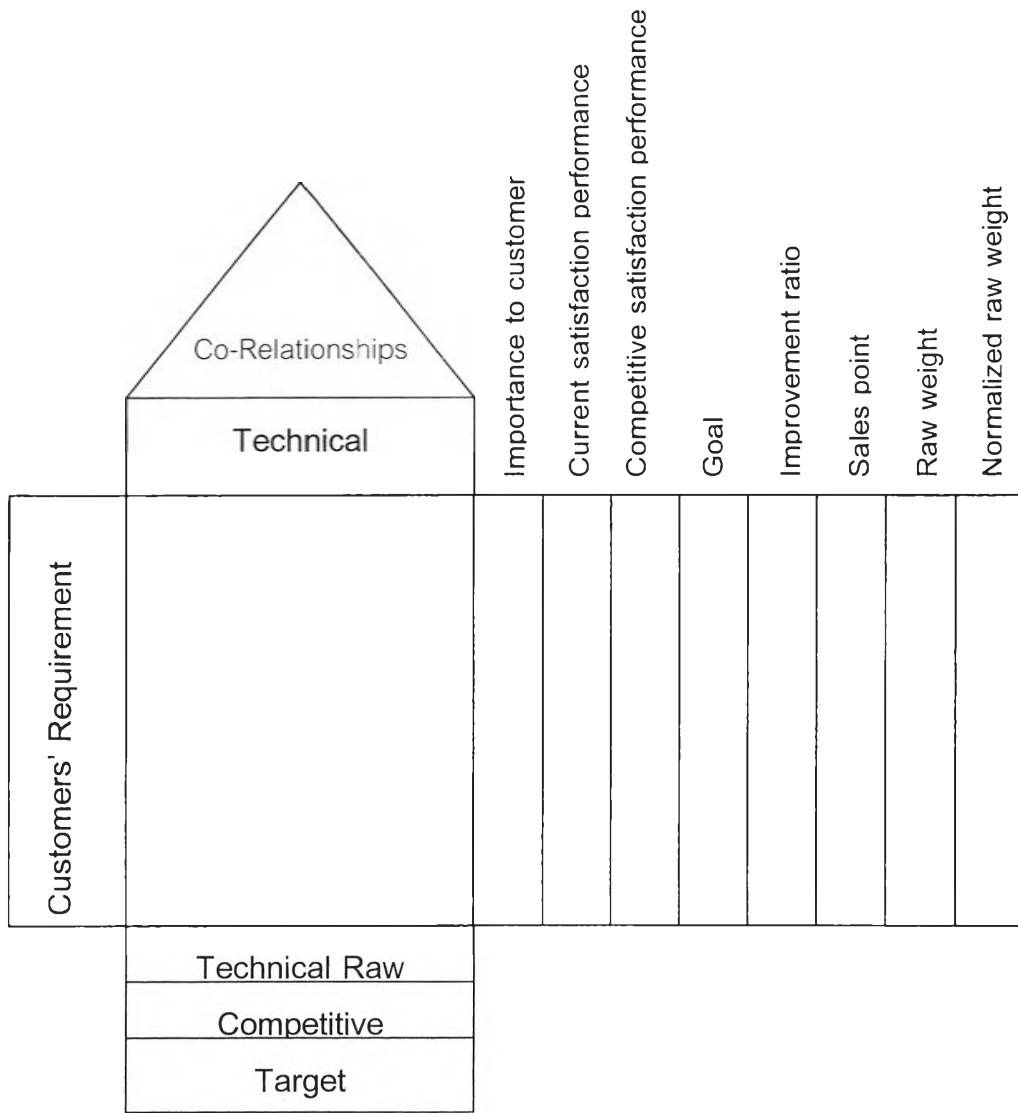 Co-Relationships
Technical
Importance to customer
Current satisfaction performance
Competitive satisfaction performance
Goal
Improvement ratio
Sales point
Raw weight
Normalized raw weight
Customers' Requirement
Technical Raw
Competitive
Target